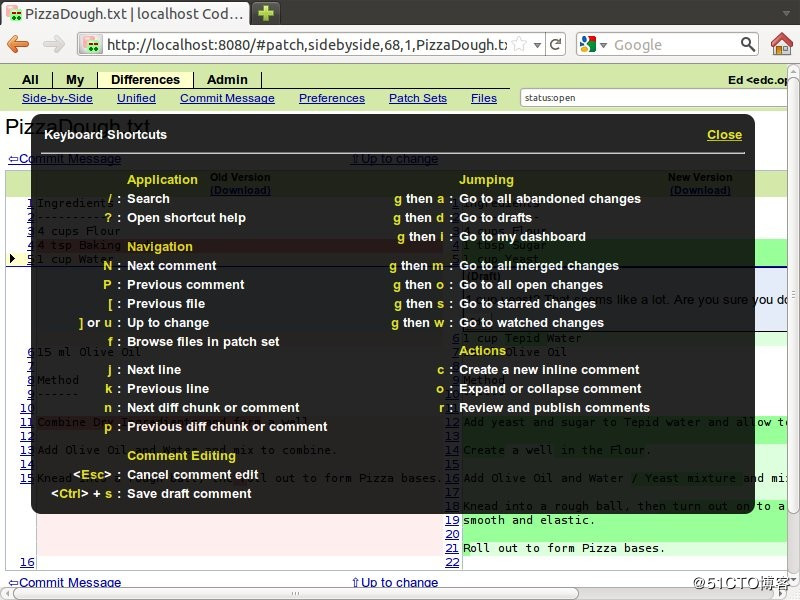 PizzaDough.txt | localhost Cod...
http://localhost:8080/#patch,sidebyside,68,1,PizzaDough.t
Google
All My Differences Admin
Ed <edc.op
Side-by-Side Unified Commit Message Preferences Patch Sets Files
status:open
PizzaDough.txt
Keyboard Shortcuts
Close
⇦Commit Message ⇧Up to change
Old Version
(Download)
New Version
(Download)
Application
/ : Search
? : Open shortcut help
Navigation
N : Next comment
P : Previous comment
[ : Previous file
] or u : Up to change
f : Browse files in patch set
j : Next line
k : Previous line
n : Next diff chunk or comment
p : Previous diff chunk or comment
Comment Editing
<Esc> : Cancel comment edit
<Ctrl> + s : Save draft comment
Jumping
g then a : Go to all abandoned changes
g then d : Go to drafts
g then i : Go to my dashboard
g then m : Go to all merged changes
g then o : Go to all open changes
g then s : Go to starred changes
g then w : Go to watched changes
Actions
c : Create a new inline comment
o : Expand or collapse comment
r : Review and publish comments
1 Ingredients
2
3 4 cups Flour
4 4 tsp Baking
5 1 cup Water
6 15 ml Olive Oil
7
8 Method
9 ------
10
11 Combine
12
13 Add Olive Oil and Water and mix to combine.
14
15 Knead into a rough ball, then roll out to form Pizza bases.
16
(Draft)
That seems like a lot. Are you sure you do
6 1 cup Tepid Water
Olive Oil
12 Add yeast and sugar to Tepid water and allow t
13
14 Create a well in the Flour.
15
16 Add Olive Oil and Water / Yeast mixture and mi
17
18 Knead into a rough ball, then turn out on to a
19 smooth and elastic.
20
21 Roll out to form Pizza bases.
22
⇦Commit Message ⇧Up to change
@51CTO博客